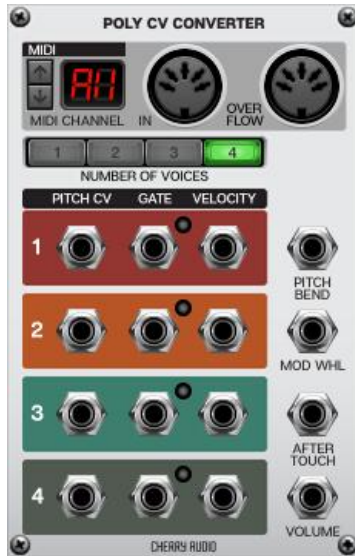 POLY CV CONVERTER
MIDI
All
MIDI CHANNEL
IN
OVER
FLOW
1 2 3 4
NUMBER OF VOICES
PITCH CV GATE VELOCITY
1
PITCH
BEND
2
MOD WHL
3
AFTER
TOUCH
4
VOLUME
CHERRY AUDIO